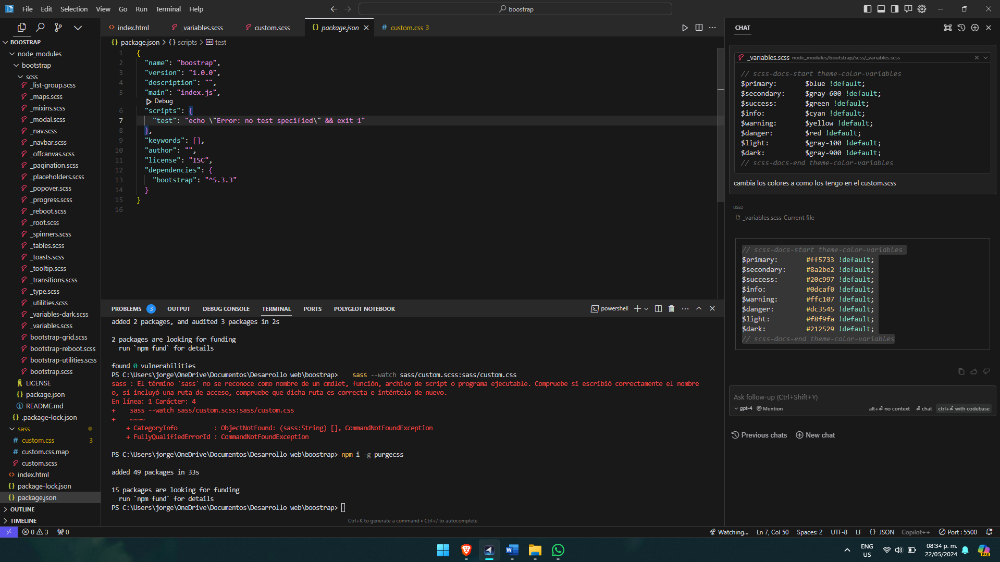 File Edit Selection View Go Run Terminal Help
boostrap
BOOSTRAP
node_modules
bootstrap
scss
_list-group.scss
_maps.scss
_mixins.scss
_modal.scss
_nav.scss
_navbar.scss
_offcanvas.scss
_pagination.scss
_placeholders.scss
_popover.scss
_progress.scss
_reboot.scss
_root.scss
_spinners.scss
_tables.scss
_toasts.scss
_tooltip.scss
_transitions.scss
_type.scss
_utilities.scss
_variables-dark.scss
_variables.scss
bootstrap-grid.scss
bootstrap-reboot.scss
bootstrap-utilities.scss
bootstrap.scss
LICENSE
package.json
README.md
.package-lock.json
sass
custom.css 3
custom.css.map
custom.scss
index.html
package-lock.json
package.json
OUTLINE
TIMELINE
index.html _variables.scss custom.scss package.json custom.css 3
package.json > {} scripts > test
1 {
2 "name": "boostrap",
3 "version": "1.0.0",
4 "description": "",
5 "main": "index.js",
Debug
6 "scripts": {
7 "test": "echo \"Error: no test specified\" && exit 1"
8 },
9 "keywords": [],
10 "author": "",
11 "license": "ISC",
12 "dependencies": {
13 "bootstrap": "^5.3.3"
14 }
15 }
16
PROBLEMS 3 OUTPUT DEBUG CONSOLE TERMINAL PORTS POLYGLOT NOTEBOOK
powershell
added 2 packages, and audited 3 packages in 2s
2 packages are looking for funding
run `npm fund` for details
found 0 vulnerabilities
PS C:\Users\jorge\OneDrive\Documentos\Desarrollo web\boostrap> sass --watch sass/custom.scss:sass/custom.css
sass : El término 'sass' no se reconoce como nombre de un cmdlet, función, archivo de script o programa ejecutable. Compruebe si escribió correctamente el nombre
o, si incluyó una ruta de acceso, compruebe que dicha ruta es correcta e inténtelo de nuevo.
En línea: 1 Carácter: 4
+ sass --watch sass/custom.scss:sass/custom.css
+ ~~~~
+ CategoryInfo : ObjectNotFound: (sass:String) [], CommandNotFoundException
+ FullyQualifiedErrorId : CommandNotFoundException
PS C:\Users\jorge\OneDrive\Documentos\Desarrollo web\boostrap> npm i -g purgecss
added 49 packages in 33s
15 packages are looking for funding
run `npm fund` for details
PS C:\Users\jorge\OneDrive\Documentos\Desarrollo web\boostrap>
Ctrl+K to generate a command • Ctrl+/ to autocomplete
CHAT
_variables.scss node_modules/bootstrap/scss/_variables.scss
// scss-docs-start theme-color-variables
$primary: $blue !default;
$secondary: $gray-600 !default;
$success: $green !default;
$info: $cyan !default;
$warning: $yellow !default;
$danger: $red !default;
$light: $gray-100 !default;
$dark: $gray-900 !default;
// scss-docs-end theme-color-variables
cambia los colores a como los tengo en el custom.scss
USED
_variables.scss Current file
// scss-docs-start theme-color-variables
$primary: #ff5733 !default;
$secondary: #8a2be2 !default;
$success: #20c997 !default;
$info: #0dcaf0 !default;
$warning: #ffc107 !default;
$danger: #dc3545 !default;
$light: #f8f9fa !default;
$dark: #212529 !default;
// scss-docs-end theme-color-variables
Ask follow-up (Ctrl+Shift+Y)
gpt-4 @ Mention alt+⏎ no context ⏎ chat ctrl+⏎ with codebase
Previous chats New chat
0 3 0
Watching... Ln 7, Col 50 Spaces: 2 UTF-8 LF {} JSON Copilot++ Port : 5500
ENG
US
08:34 p. m.
22/05/2024
PRE